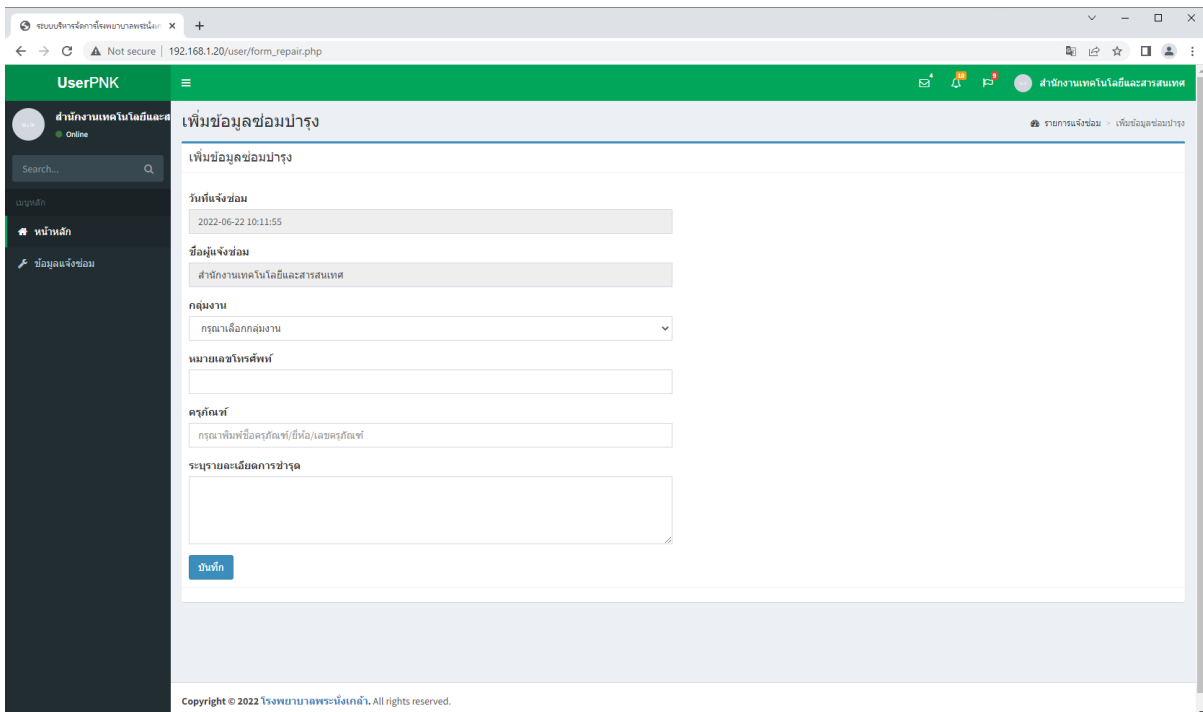 ระบบบริหารจัดการโรงพยาบาลพระนั่งเก
Not secure 192.168.1.20/user/form_repair.php
UserPNK
4
10
9
สำนักงานเทคโนโลยีและสารสนเทศ
สำนักงานเทคโนโลยีและส
Online
Search...
เมนูหลัก
หน้าหลัก
ข้อมูลแจ้งซ่อม
เพิ่มข้อมูลซ่อมบำรุง
รายการแจ้งซ่อม > เพิ่มข้อมูลซ่อมบำรุง
เพิ่มข้อมูลซ่อมบำรุง
วันที่แจ้งซ่อม
2022-06-22 10:11:55
ชื่อผู้แจ้งซ่อม
สำนักงานเทคโนโลยีและสารสนเทศ
กลุ่มงาน
กรุณาเลือกกลุ่มงาน
หมายเลขโทรศัพท์
ครุภัณฑ์
กรุณาพิมพ์ชื่อครุภัณฑ์/ยี่ห้อ/เลขครุภัณฑ์
ระบุรายละเอียดการชำรุด
บันทึก
Copyright © 2022 โรงพยาบาลพระนั่งเกล้า. All rights reserved.